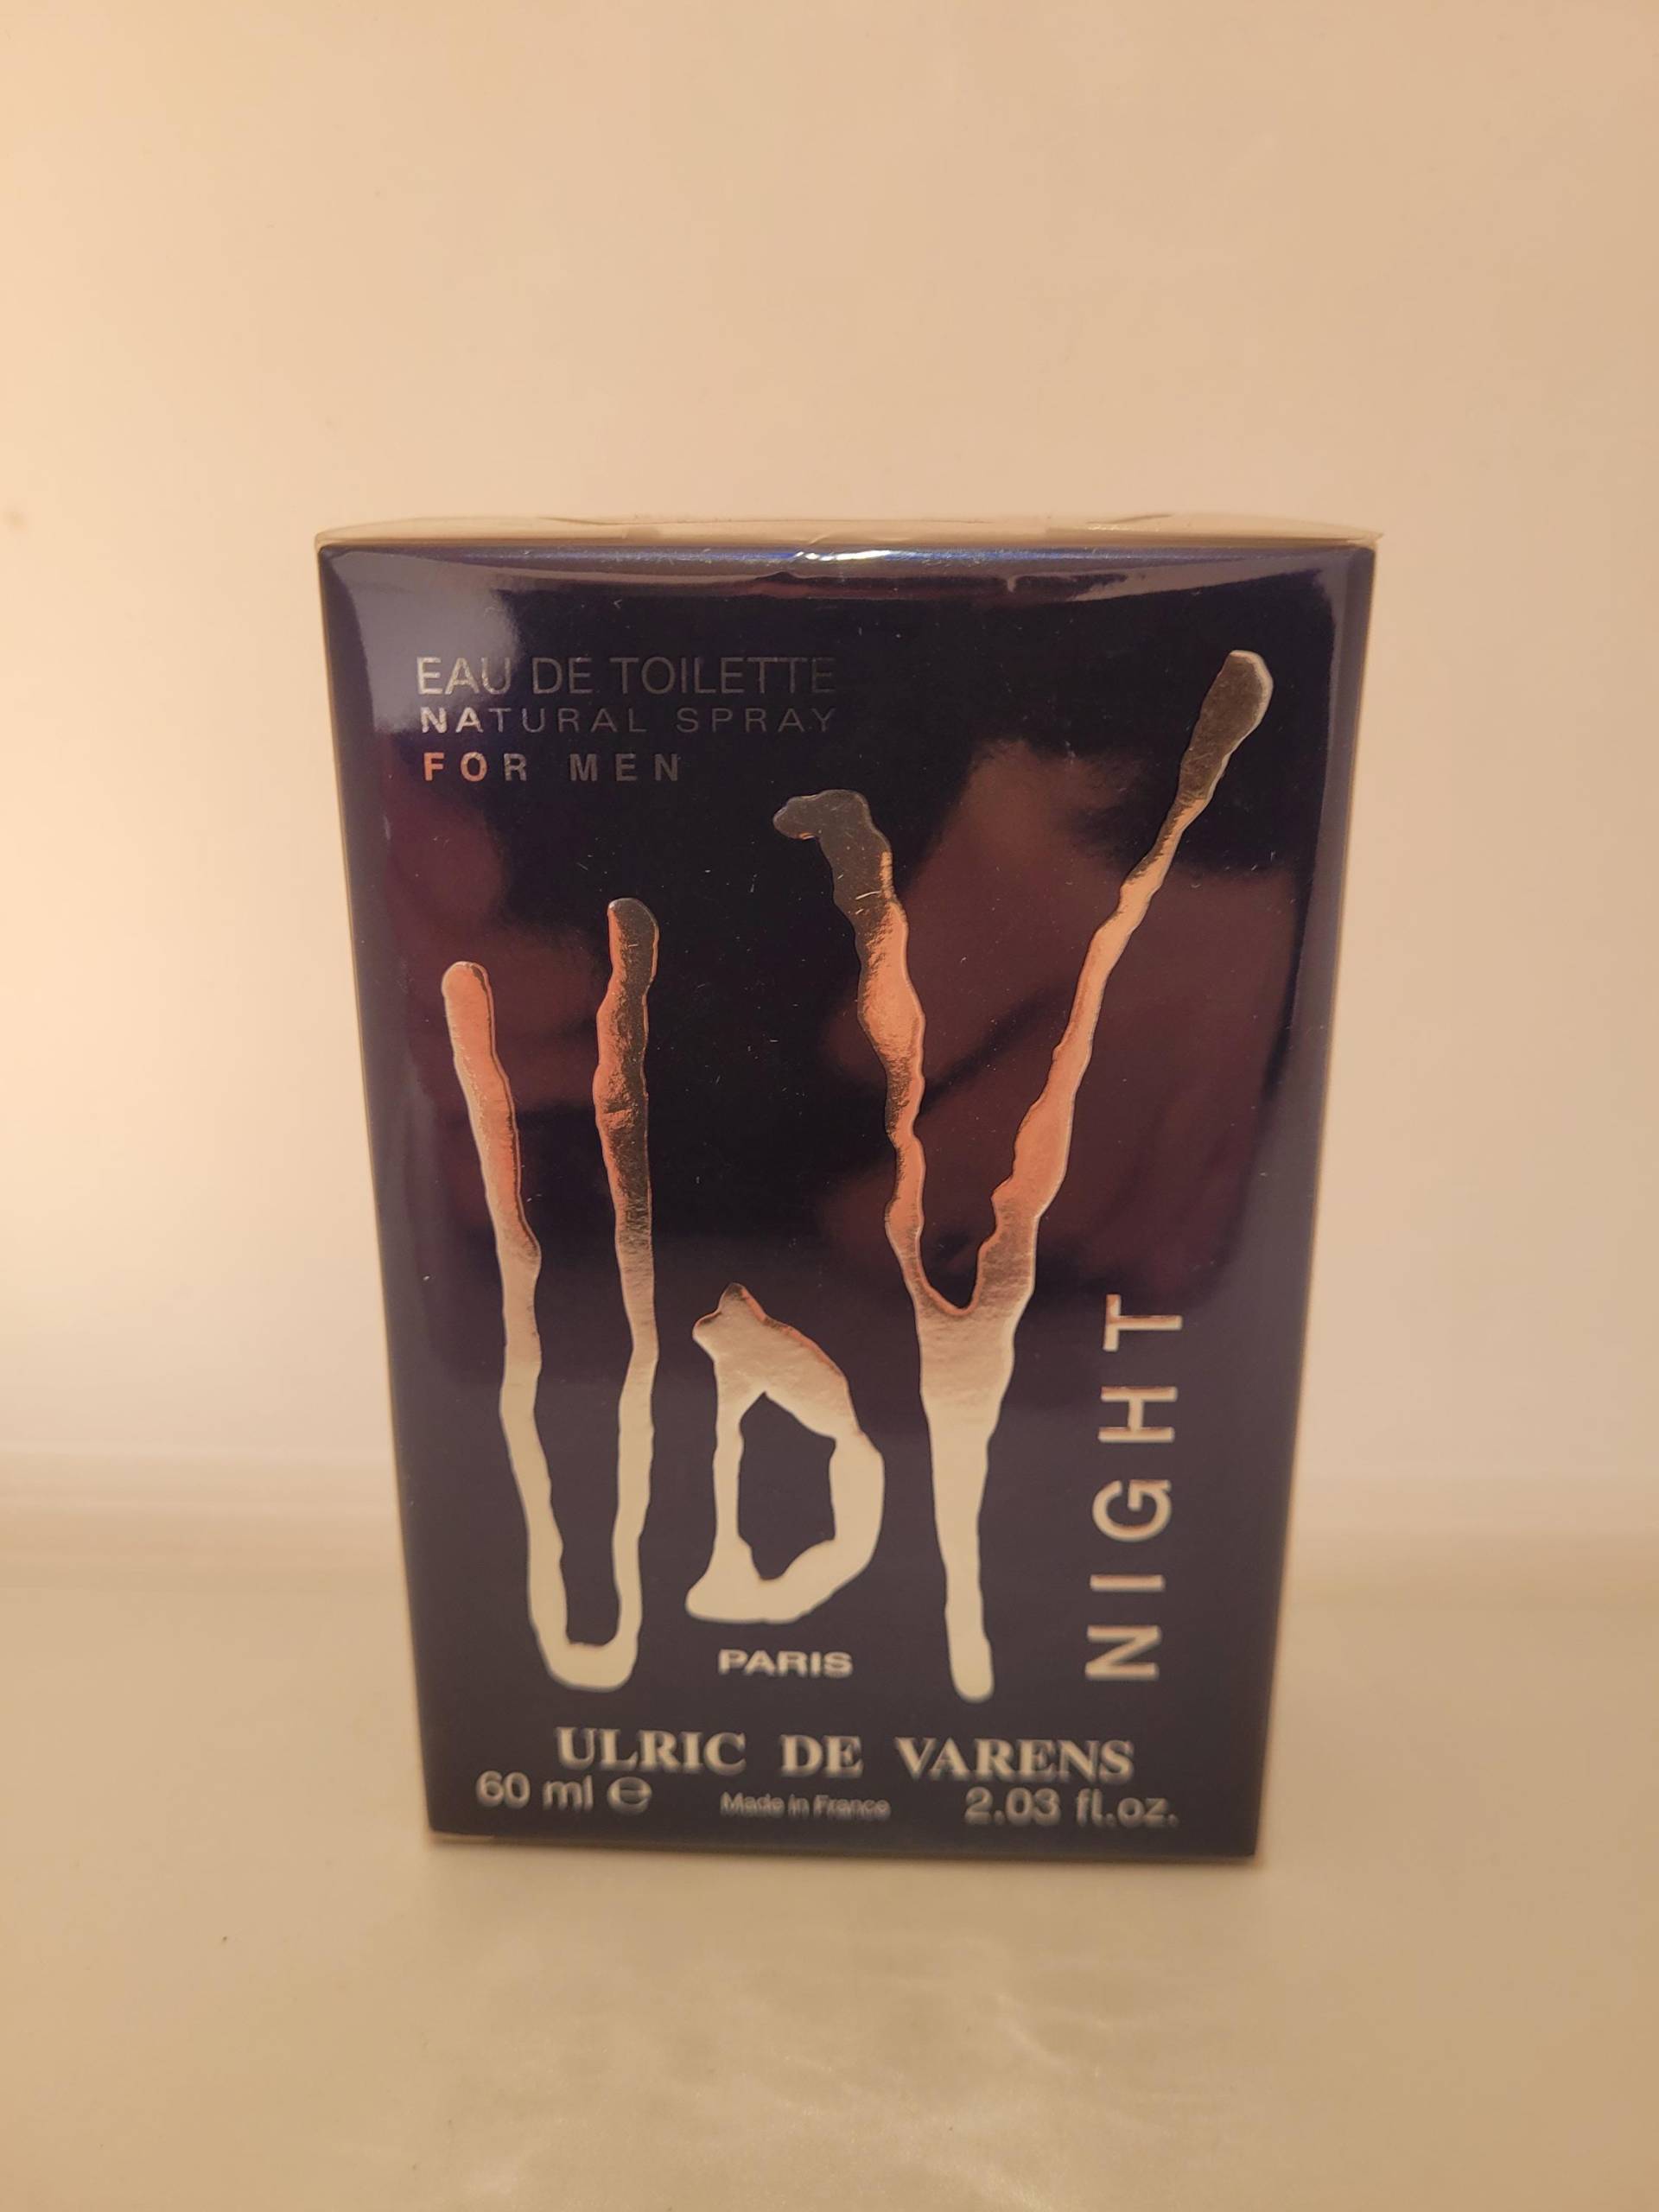 EAU DE TOILETTE
NATURAL SPRAY
FOR MEN
UDV
NIGHT
PARIS
ULRIC DE VARENS
60 ml ℮ Made in France 2.03 fl.oz.